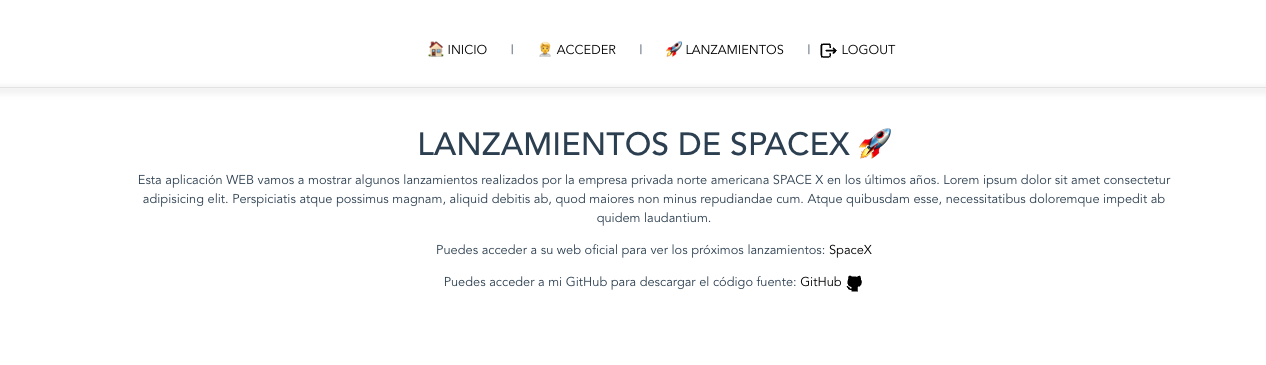 🏠 INICIO | 👨‍💼 ACCEDER | 🚀 LANZAMIENTOS | LOGOUT
LANZAMIENTOS DE SPACEX 🚀
Esta aplicación WEB vamos a mostrar algunos lanzamientos realizados por la empresa privada norte americana SPACE X en los últimos años. Lorem ipsum dolor sit amet consectetur
adipisicing elit. Perspiciatis atque possimus magnam, aliquid debitis ab, quod maiores non minus repudiandae cum. Atque quibusdam esse, necessitatibus doloremque impedit ab
quidem laudantium.
Puedes acceder a su web oficial para ver los próximos lanzamientos: SpaceX
Puedes acceder a mi GitHub para descargar el código fuente: GitHub